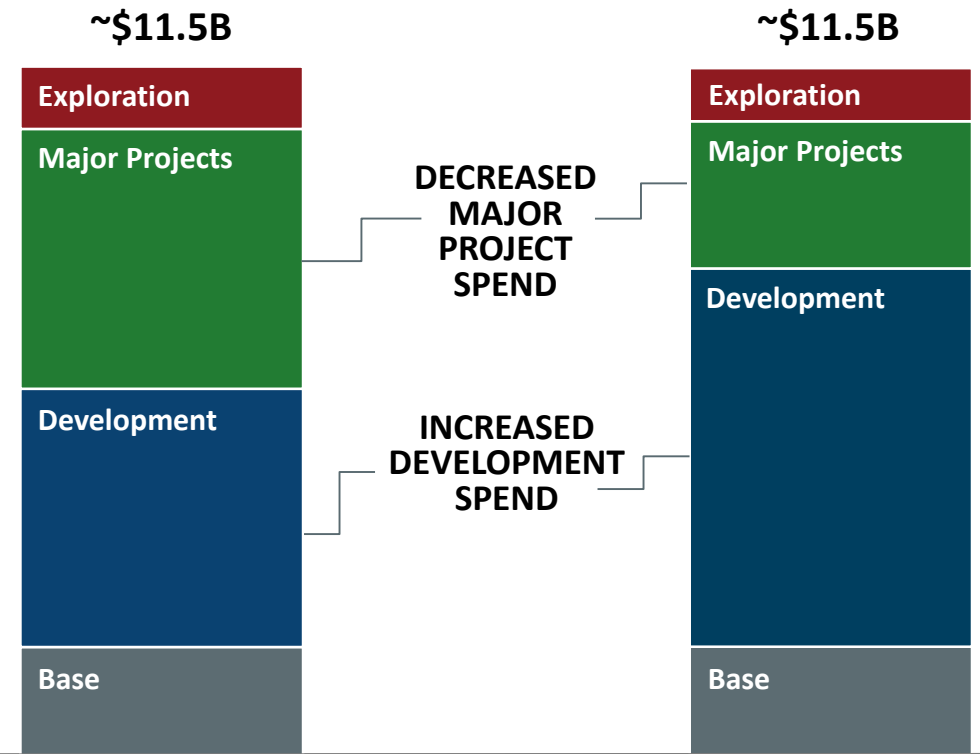 ~$11.5B
Exploration
Major Projects
Development
Base
DECREASED
MAJOR
PROJECT
SPEND
INCREASED
DEVELOPMENT
SPEND
~$11.5B
Exploration
Major Projects
Development
Base